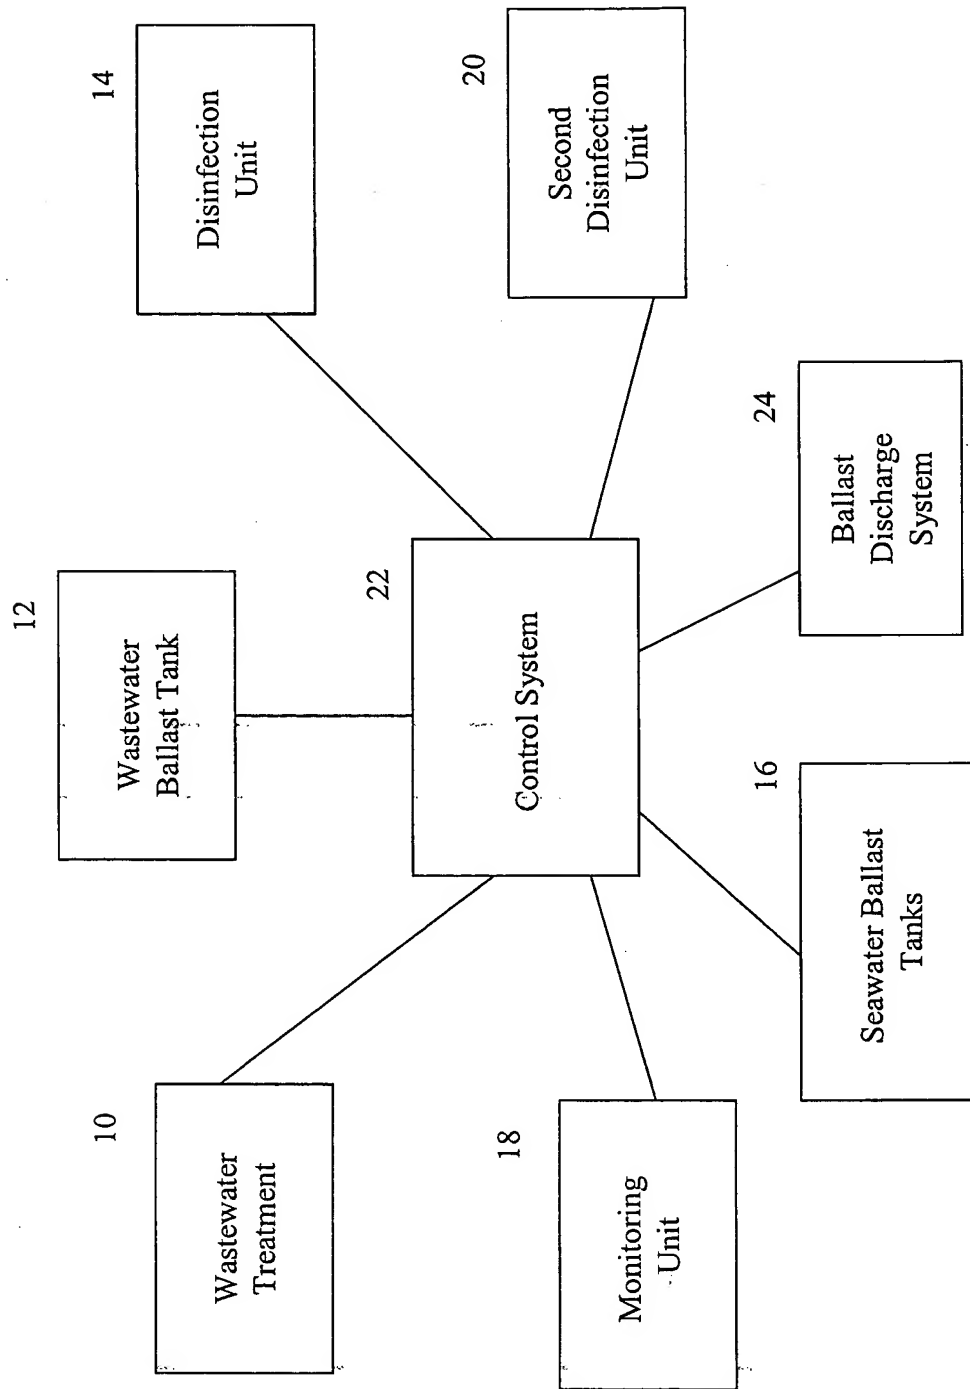 12
Wastewater
Ballast Tank
10
Wastewater
Treatment
14
Disinfection
Unit
22
Control System
18
Monitoring
Unit
20
Second
Disinfection
Unit
16
Seawater Ballast
Tanks
24
Ballast
Discharge
System